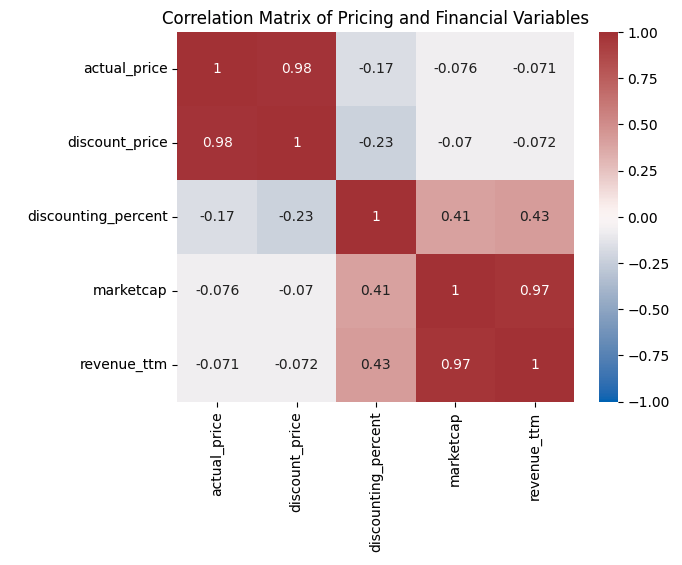 Correlation Matrix of Pricing and Financial Variables
actual_price 1 0.98 -0.17 -0.076 -0.071
discount_price 0.98 1 -0.23 -0.07 -0.072
discounting_percent -0.17 -0.23 1 0.41 0.43
marketcap -0.076 -0.07 0.41 1 0.97
revenue_ttm -0.071 -0.072 0.43 0.97 1
actual_price
discount_price
discounting_percent
marketcap
revenue_ttm
1.00
0.75
0.50
0.25
0.00
−0.25
−0.50
−0.75
−1.00